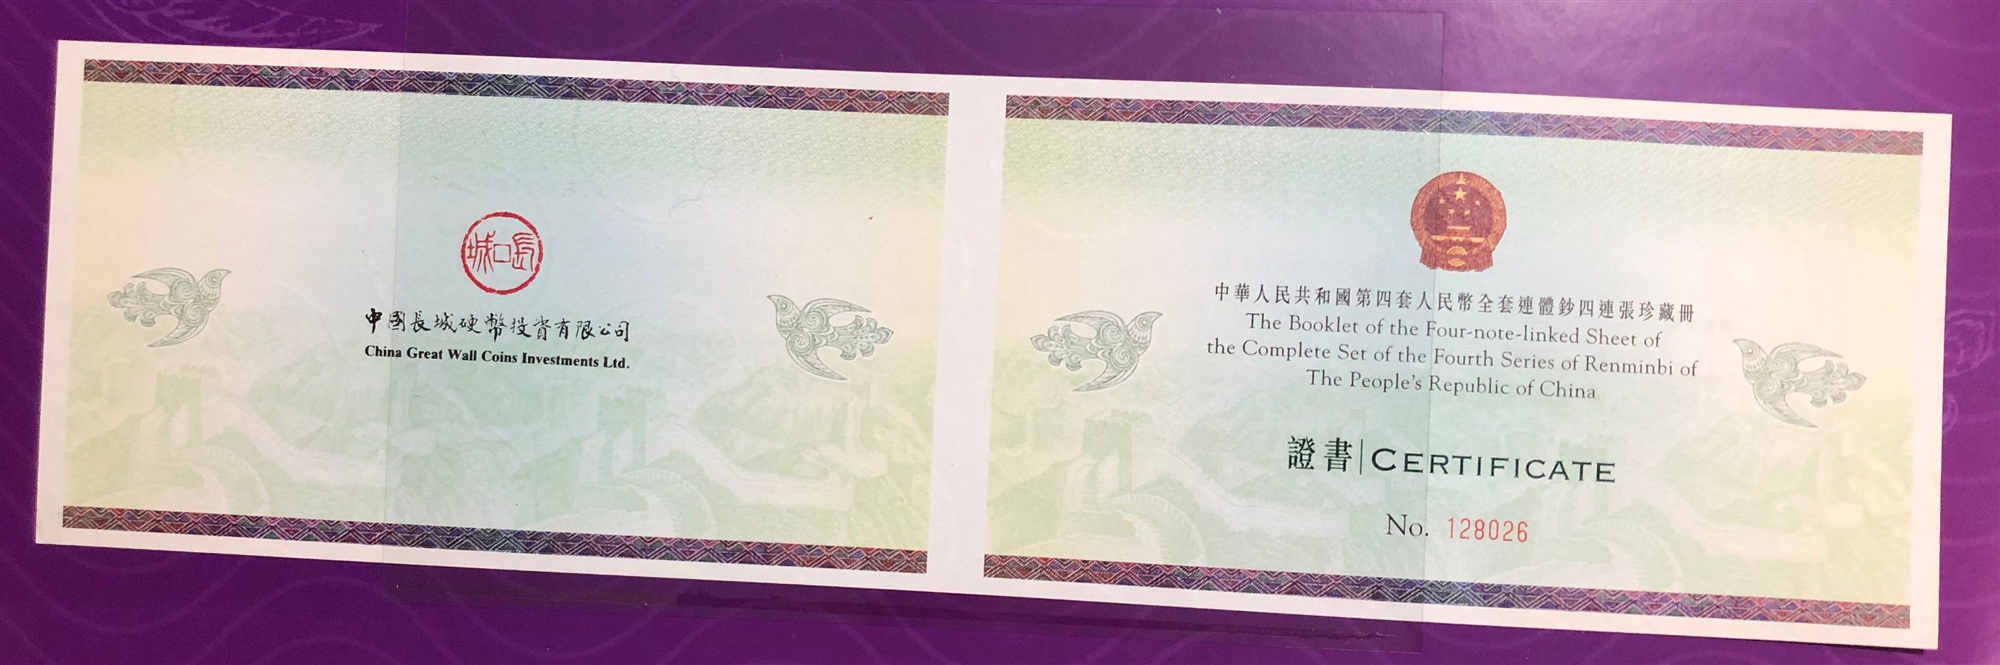 長口城
中國長城硬幣投資有限公司
China Great Wall Coins Investments Ltd.
中華人民共和國第四套人民幣全套連體鈔四連張珍藏冊
The Booklet of the Four-note-linked Sheet of
the Complete Set of the Fourth Series of Renminbi of
The People's Republic of China
證書|CERTIFICATE
No. 128026